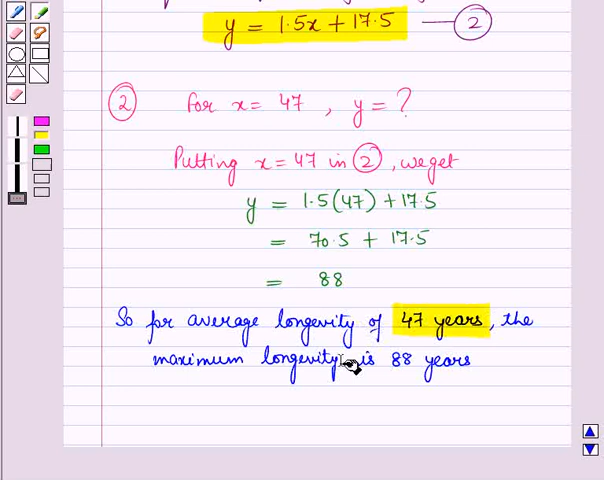 y = 1.5x + 17.5 — ②
② For x = 47 , y = ?
Putting x = 47 in ②, we get
y = 1.5(47) + 17.5
= 70.5 + 17.5
= 88
So for average longevity of 47 years, the
maximum longevity is 88 years